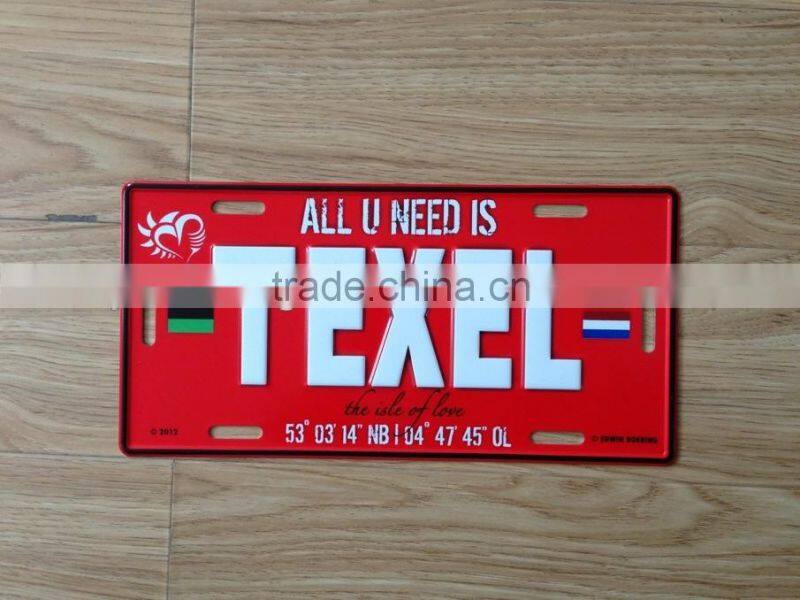 ALL U NEED IS
TEXEL
trade.china.cn
the isle of love
53° 03' 14" NB | 04° 47' 45" OL
© 2012
© EDWIN DOERING